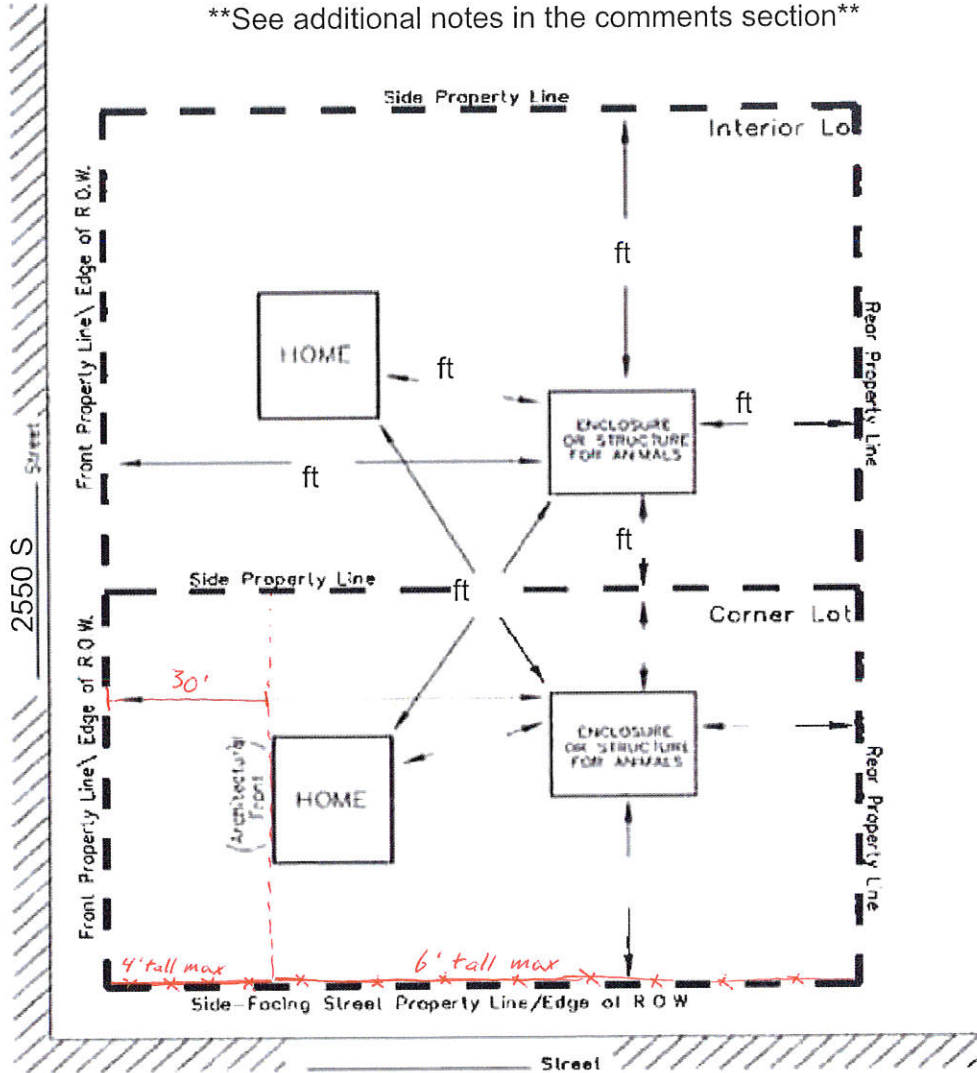 **See additional notes in the comments section**
Side Property Line
Interior Lo
Front Property Line\ Edge of R.O.W.
ft
Rear Property Line
HOME
ft
ft
ENCLOSURE
OR STRUCTURE
FOR ANIMALS
ft
Street
2550 S
ft
Side Property Line
ft
Corner Lot
Front Property Line\ Edge of R.O.W.
30'
ENCLOSURE
OR STRUCTURE
FOR ANIMALS
(Architectural
Front)
HOME
Rear Property Line
4' tall max
6' tall max
Side-Facing Street Property Line/Edge of R O W
Street